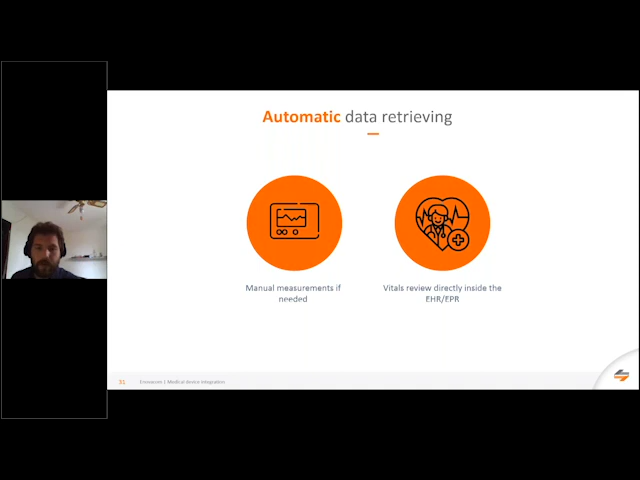 Automatic data retrieving
Manual measurements if
needed
Vitals review directly inside the
EHR/EPR
31
Enovacom | Medical device integration